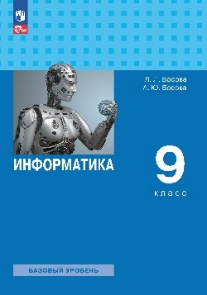 Л. Л. Босова
А. Ю. Босова
ИНФОРМАТИКА
9
класс
БАЗОВЫЙ УРОВЕНЬ